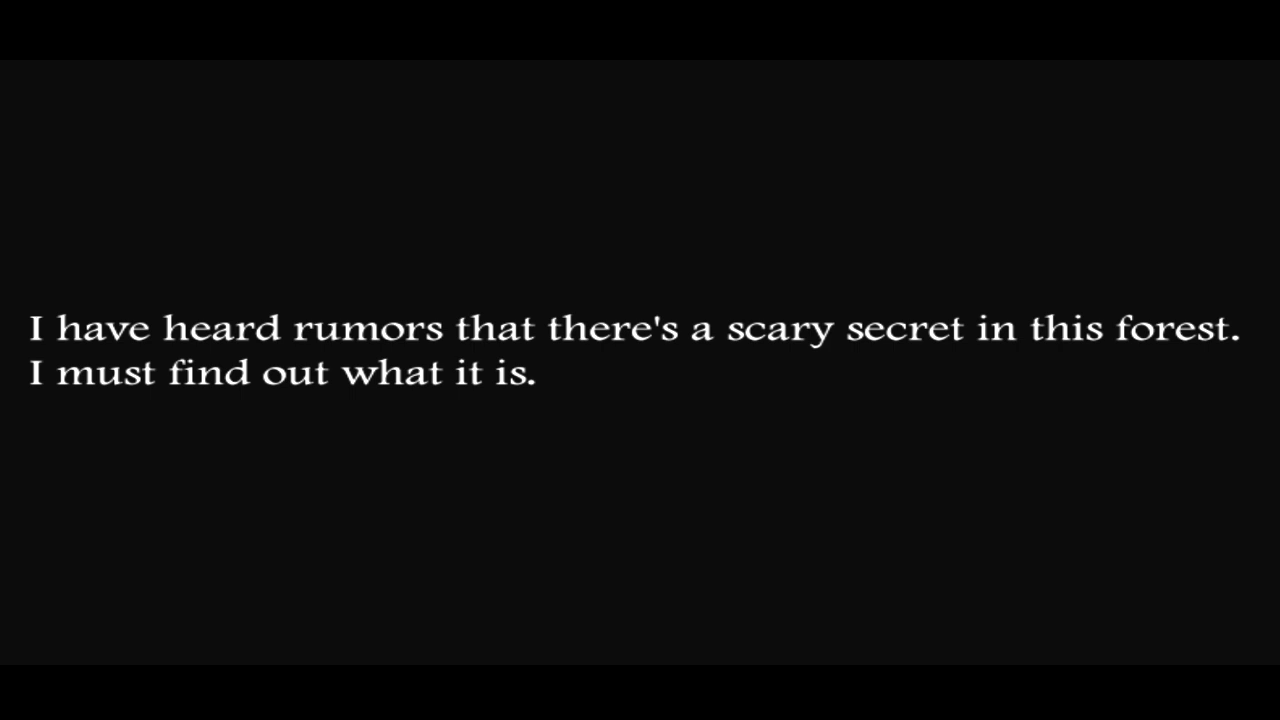 I have heard rumors that there's a scary secret in this forest.
I must find out what it is.